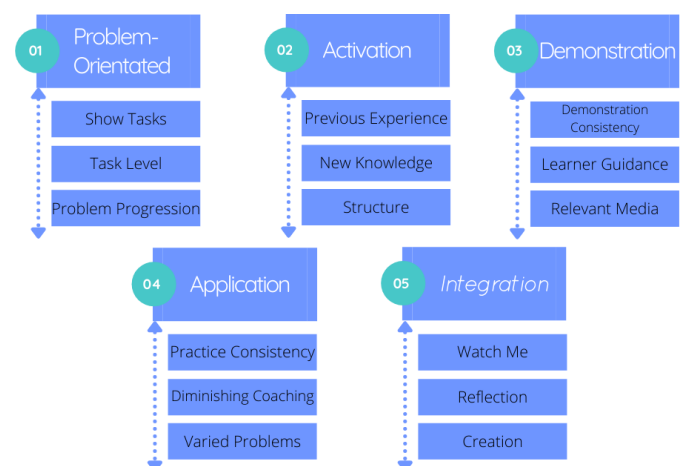 01
Problem-
Orientated
Show Tasks
Task Level
Problem Progression
02
Activation
Previous Experience
New Knowledge
Structure
03
Demonstration
Demonstration
Consistency
Learner Guidance
Relevant Media
04
Application
Practice Consistency
Diminishing Coaching
Varied Problems
05
Integration
Watch Me
Reflection
Creation